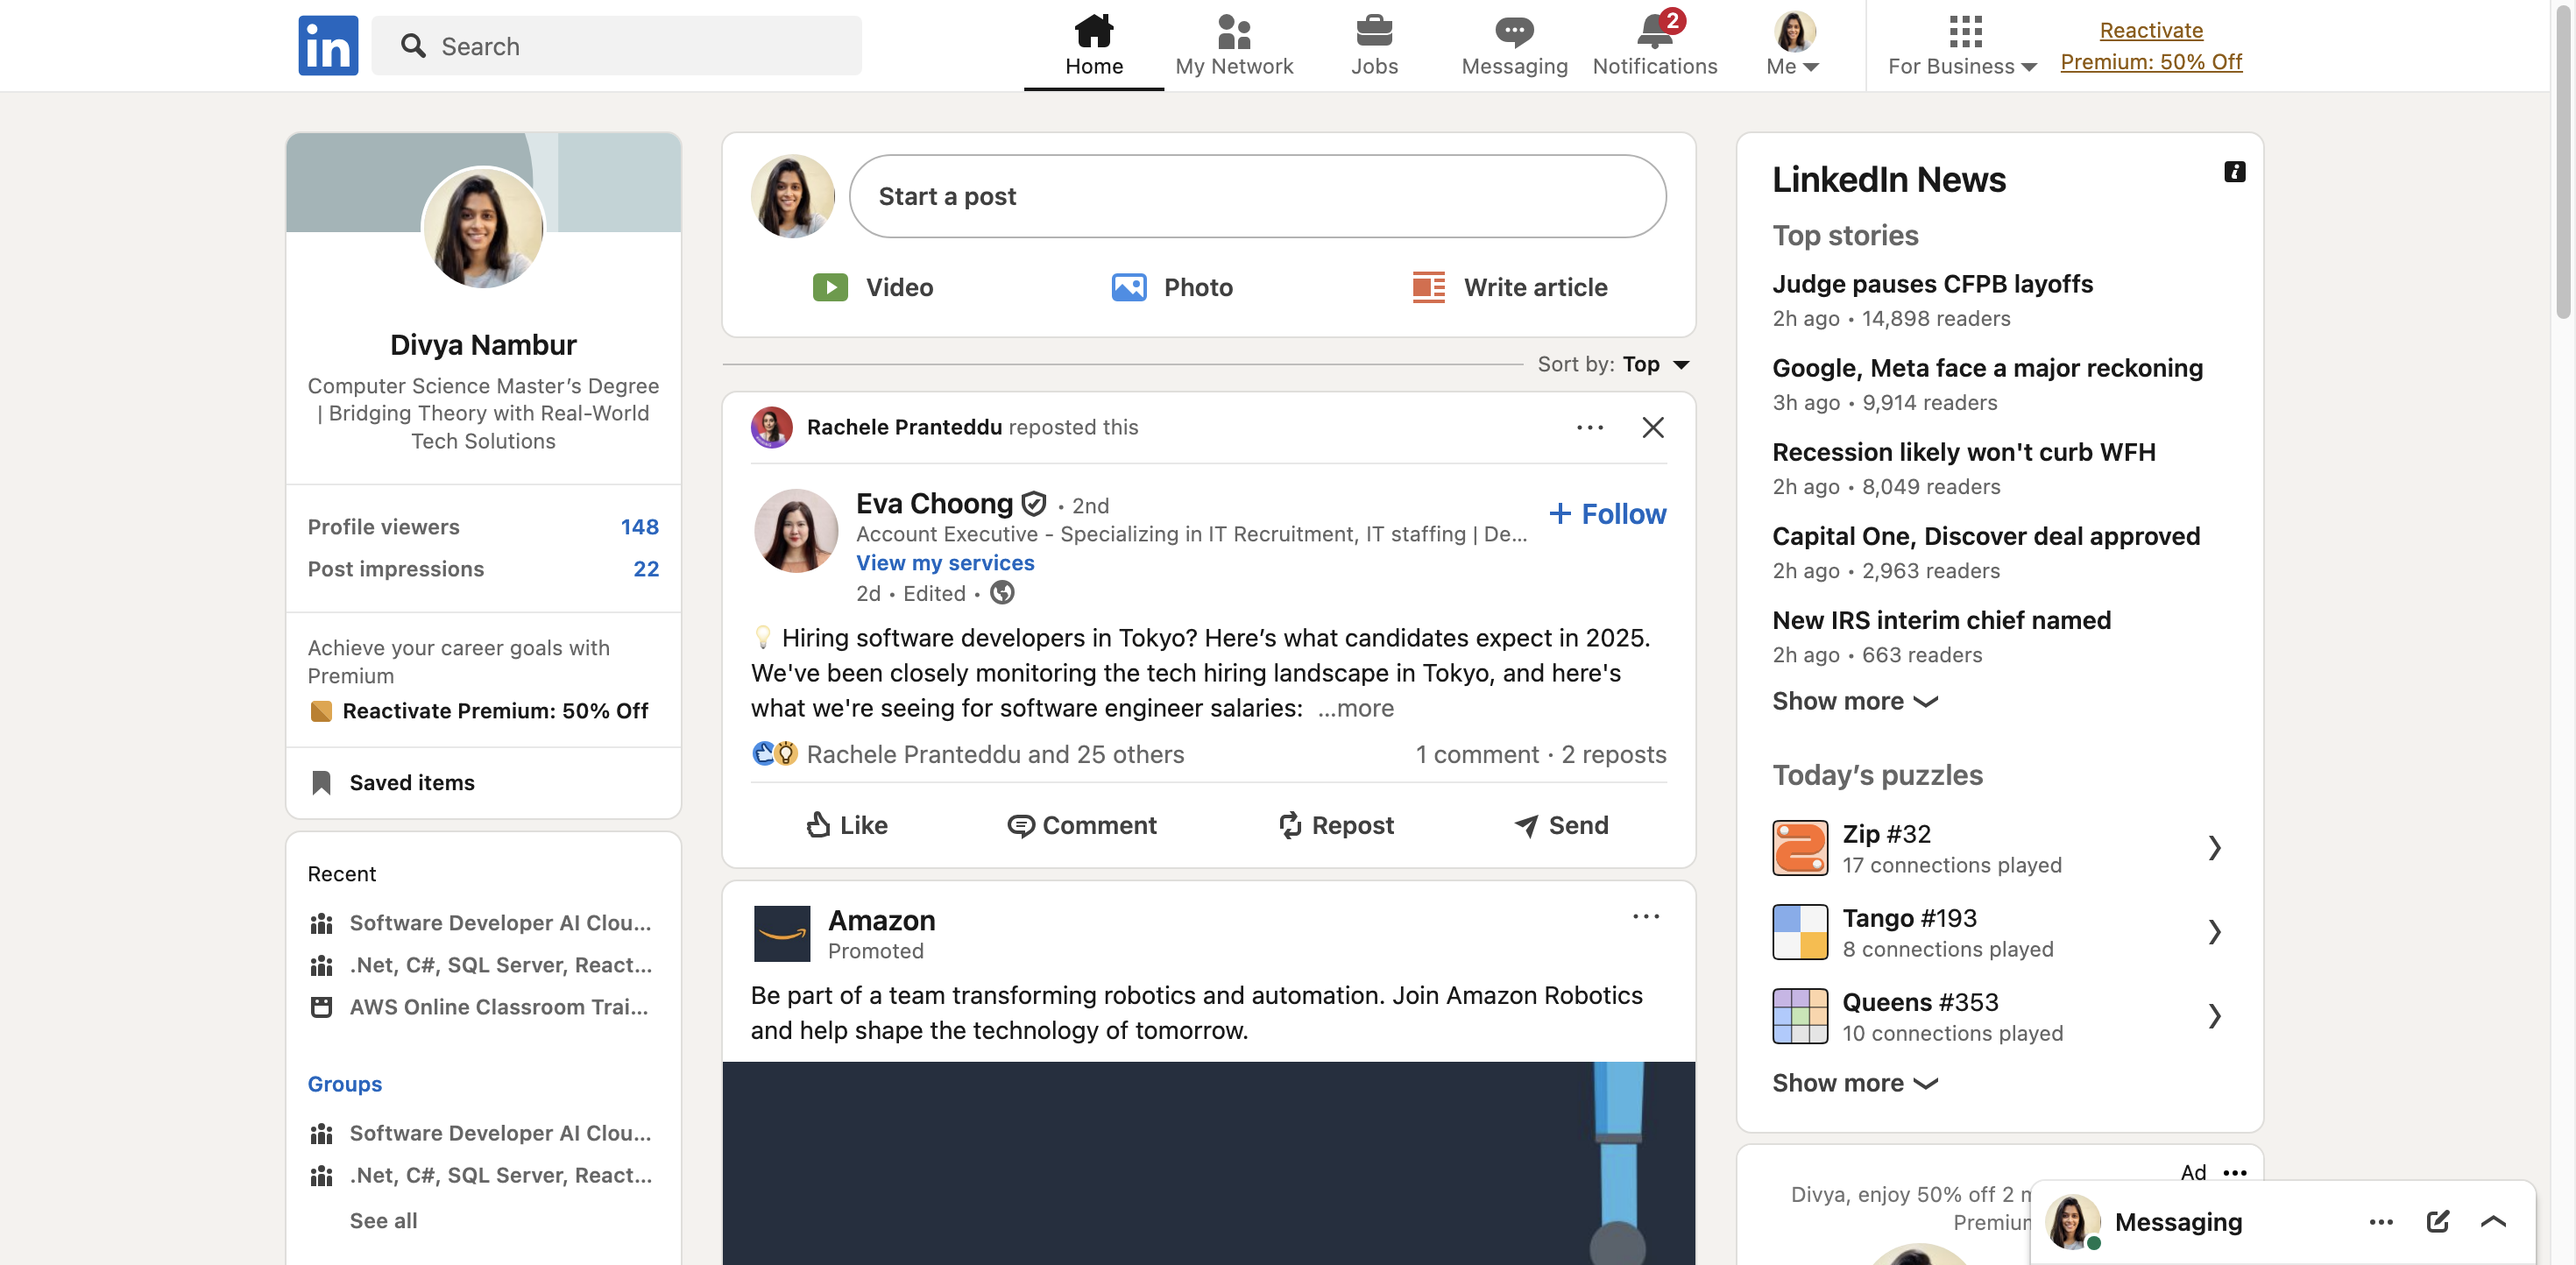 in
Search
Home
My Network
Jobs
Messaging
2
Notifications
Me
For Business
Reactivate
Premium: 50% Off
Divya Nambur
Computer Science Master’s Degree
| Bridging Theory with Real-World
Tech Solutions
Profile viewers 148
Post impressions 22
Achieve your career goals with
Premium
Reactivate Premium: 50% Off
Saved items
Recent
Software Developer AI Clou...
.Net, C#, SQL Server, React...
AWS Online Classroom Trai...
Groups
Software Developer AI Clou...
.Net, C#, SQL Server, React...
See all
Start a post
Video
Photo
Write article
Sort by: Top
Rachele Pranteddu reposted this
Eva Choong • 2nd
+ Follow
Account Executive - Specializing in IT Recruitment, IT staffing | De...
View my services
2d • Edited •
Hiring software developers in Tokyo? Here’s what candidates expect in 2025.
We've been closely monitoring the tech hiring landscape in Tokyo, and here's
what we're seeing for software engineer salaries: ...more
Rachele Pranteddu and 25 others
1 comment · 2 reposts
Like
Comment
Repost
Send
Amazon
Promoted
Be part of a team transforming robotics and automation. Join Amazon Robotics
and help shape the technology of tomorrow.
LinkedIn News
Top stories
Judge pauses CFPB layoffs
2h ago • 14,898 readers
Google, Meta face a major reckoning
3h ago • 9,914 readers
Recession likely won't curb WFH
2h ago • 8,049 readers
Capital One, Discover deal approved
2h ago • 2,963 readers
New IRS interim chief named
2h ago • 663 readers
Show more
Today’s puzzles
Zip #32
17 connections played
Tango #193
8 connections played
Queens #353
10 connections played
Show more
Ad
Divya, enjoy 50% off 2
Premium
Messaging